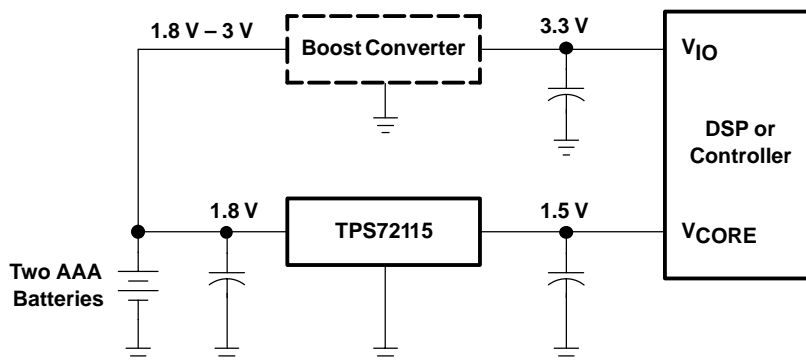 1.8 V – 3 V
Boost Converter
3.3 V
VIO
DSP or
Controller
1.8 V
TPS72115
1.5 V
VCORE
Two AAA
Batteries